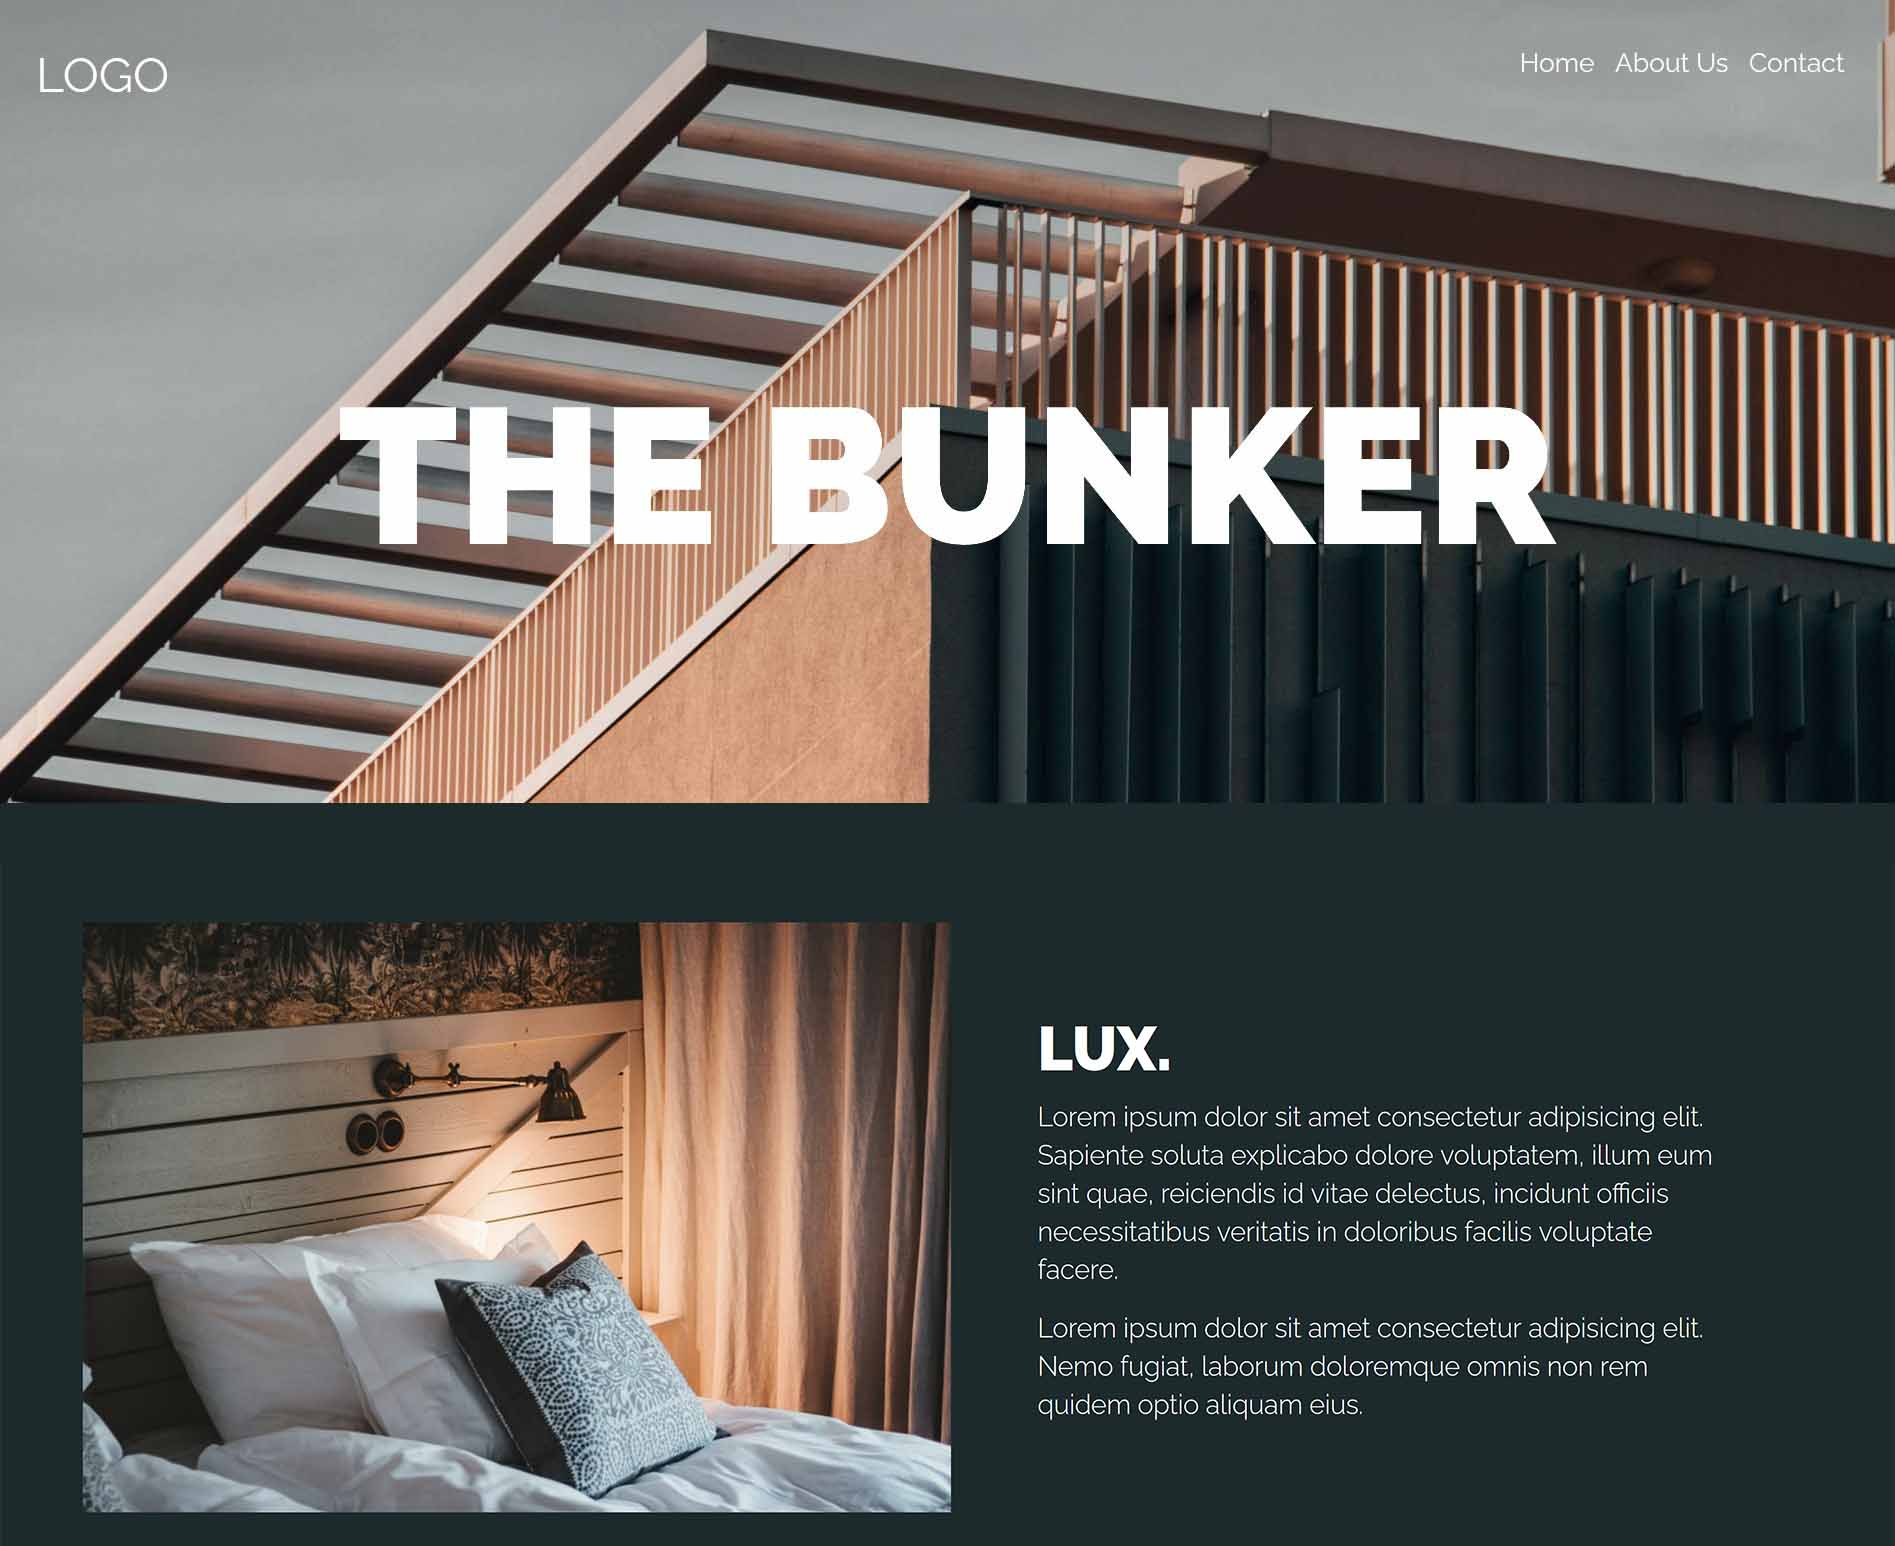 LOGO
Home About Us Contact
THE BUNKER
LUX.
Lorem ipsum dolor sit amet consectetur adipisicing elit.
Sapiente soluta explicabo dolore voluptatem, illum eum
sint quae, reiciendis id vitae delectus, incidunt officiis
necessitatibus veritatis in doloribus facilis voluptate
facere.
Lorem ipsum dolor sit amet consectetur adipisicing elit.
Nemo fugiat, laborum doloremque omnis non rem
quidem optio aliquam eius.